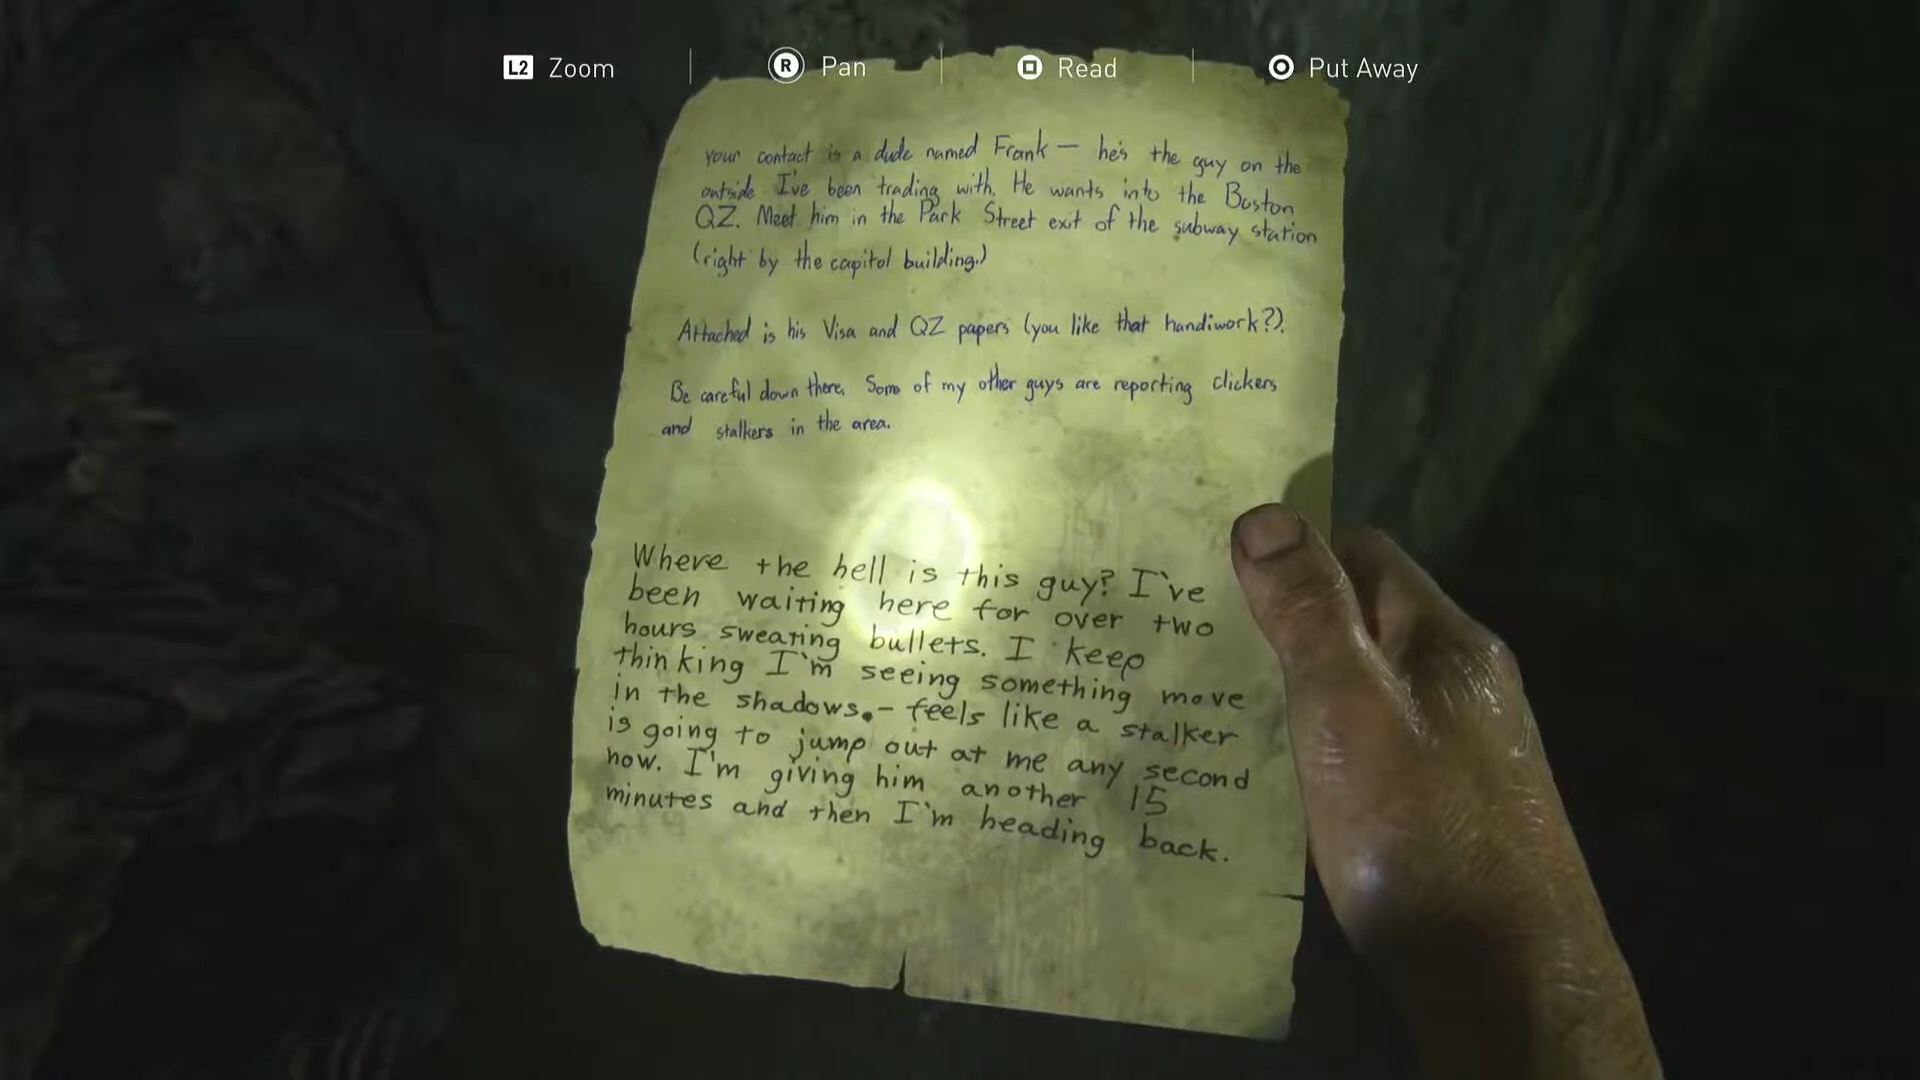 L2 Zoom | R Pan | Read | Put Away
Your contact is a dude named Frank — he's the guy on the
outside I've been trading with. He wants into the Boston
QZ. Meet him in the Park Street exit of the subway station
(right by the capitol building.)
Attached is his Visa and QZ papers (you like that handiwork?).
Be careful down there. Some of my other guys are reporting clickers
and stalkers in the area.
Where the hell is this guy? I've
been waiting here for over two
hours sweating bullets. I keep
thinking I'm seeing something move
in the shadows. - feels like a stalker
is going to jump out at me any second
now. I'm giving him another 15
minutes and then I'm heading back.